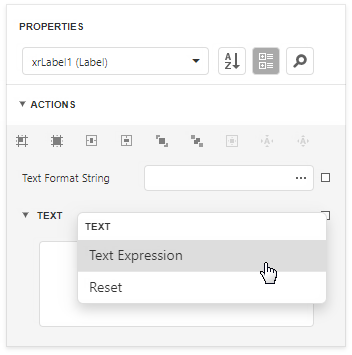 PROPERTIES
xrLabel1 (Label)
A
Z
ACTIONS
A A
Text Format String
...
TEXT
TEXT
Text Expression
Reset